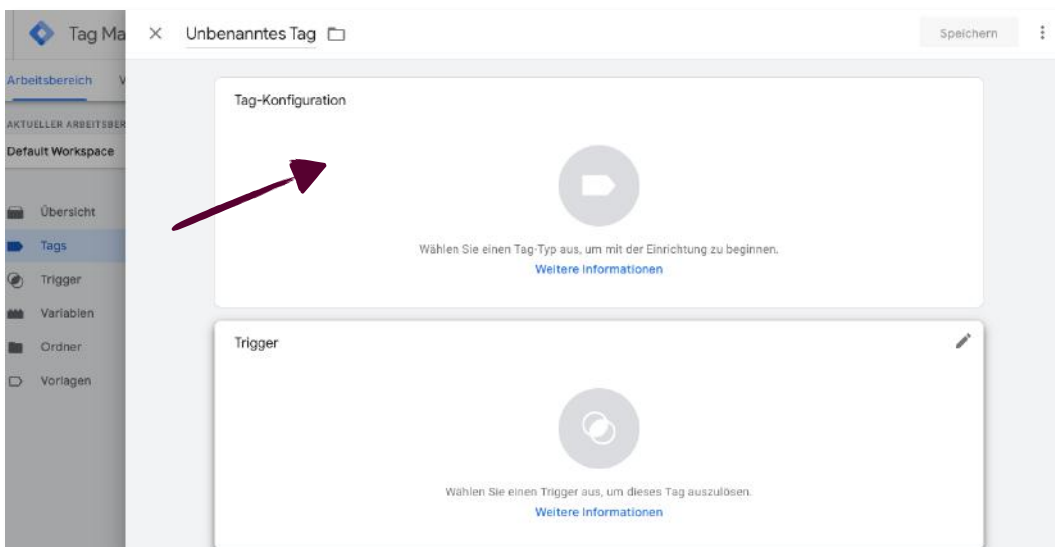 Tag Ma
Unbenanntes Tag
Speichern
Arbeitsbereich V
AKTUELLER ARBEITSBER
Default Workspace
Übersicht
Tags
Trigger
Variablen
Ordner
Vorlagen
Tag-Konfiguration
Wählen Sie einen Tag-Typ aus, um mit der Einrichtung zu beginnen.
Weitere Informationen
Trigger
Wählen Sie einen Trigger aus, um dieses Tag auszulösen.
Weitere Informationen